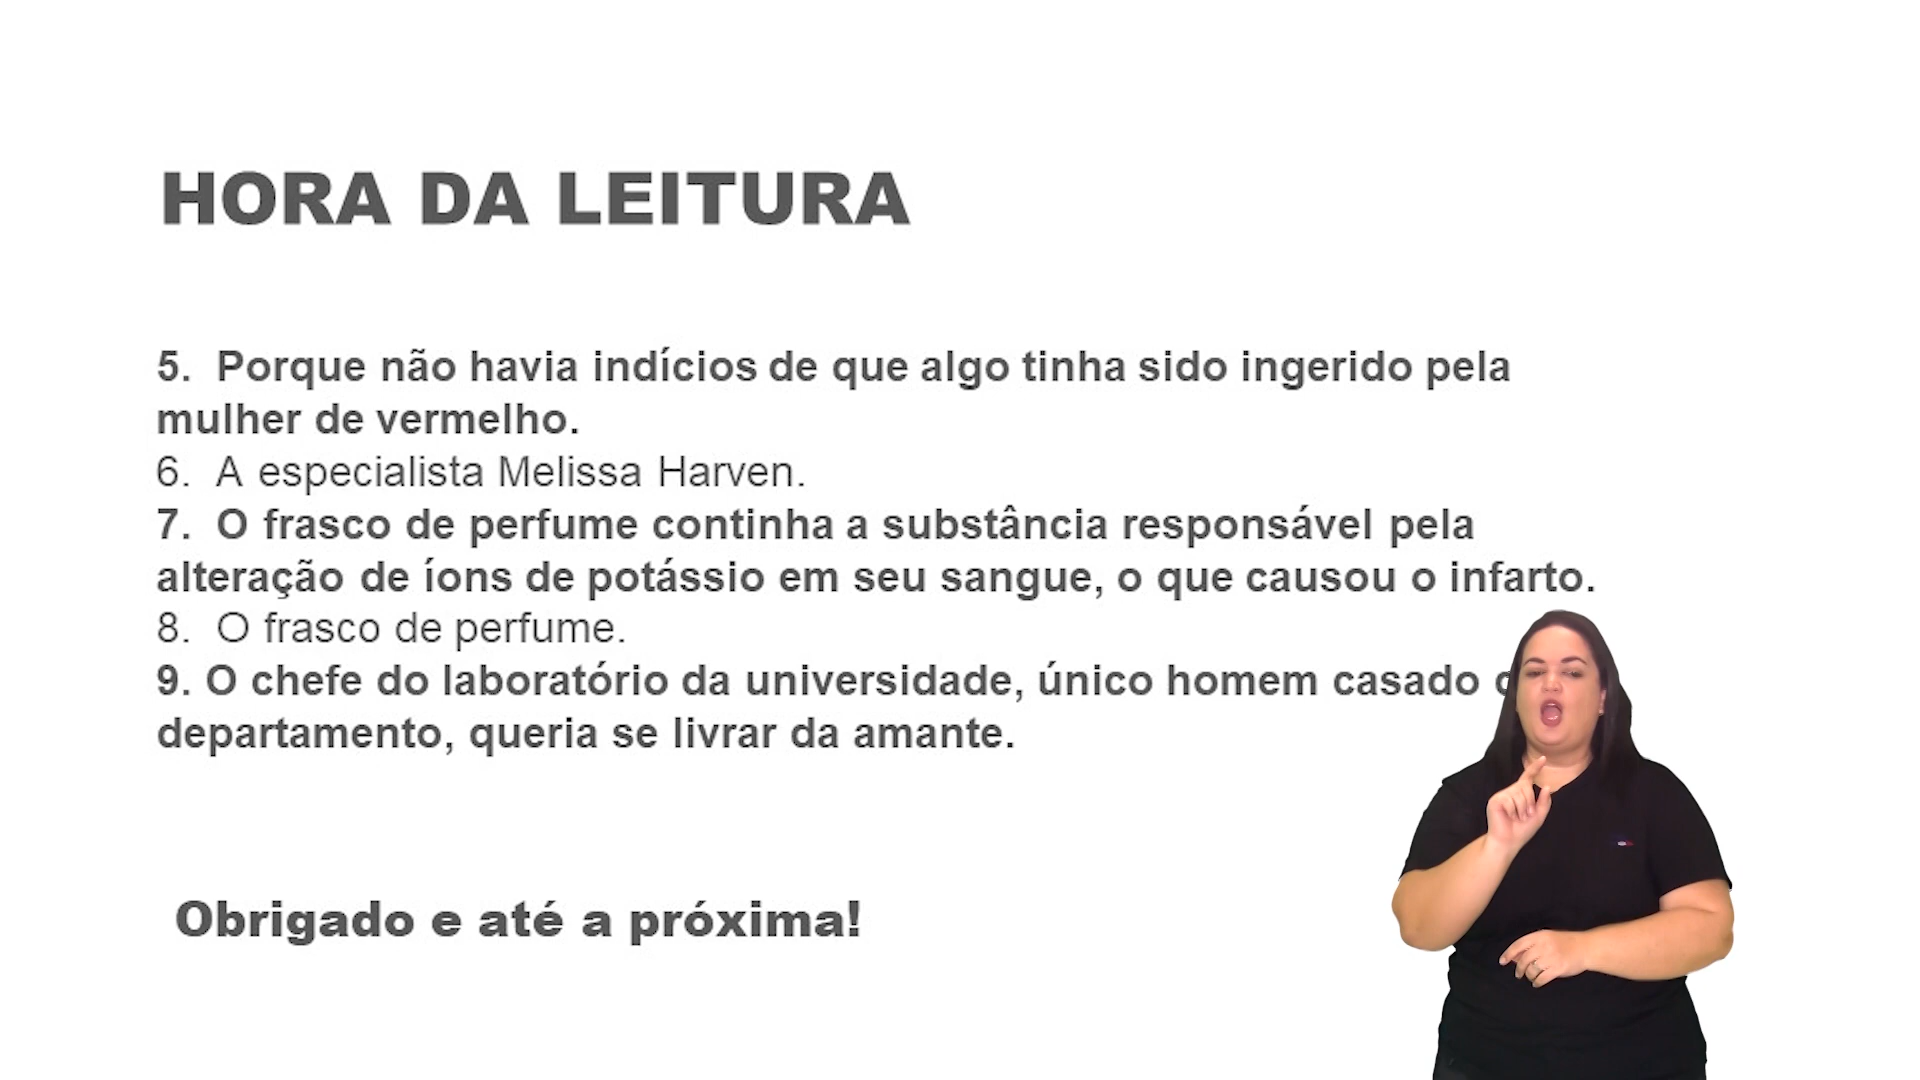 HORA DA LEITURA
5. Porque não havia indícios de que algo tinha sido ingerido pela
mulher de vermelho.
6. A especialista Melissa Harven.
7. O frasco de perfume continha a substância responsável pela
alteração de íons de potássio em seu sangue, o que causou o infarto.
8. O frasco de perfume.
9. O chefe do laboratório da universidade, único homem casado
departamento, queria se livrar da amante.
Obrigado e até a próxima!